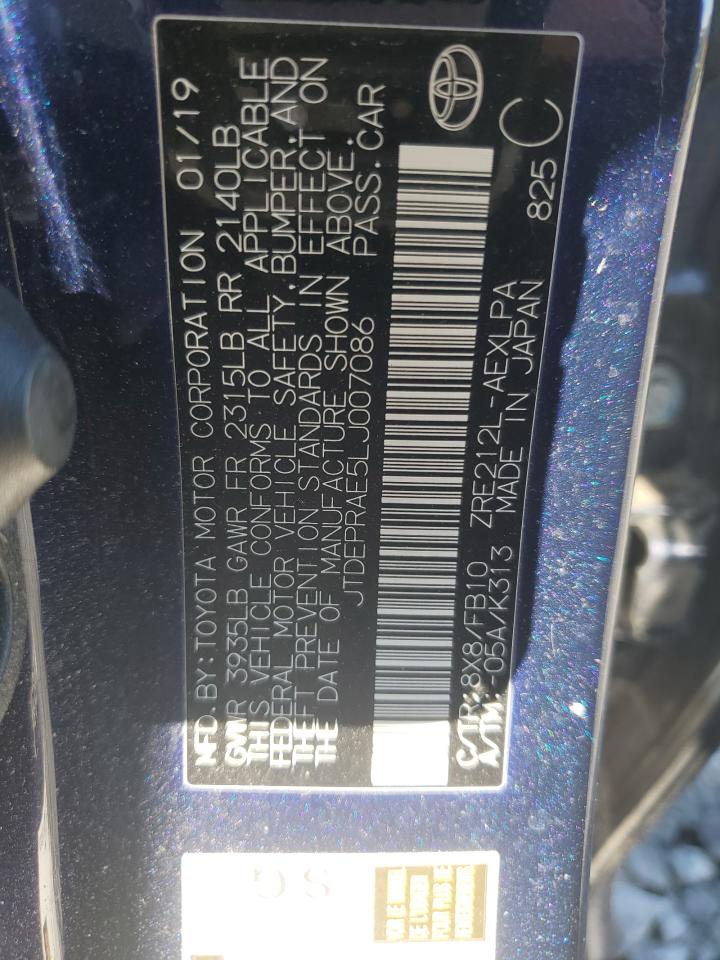 MFD. BY: TOYOTA MOTOR CORPORATION 01/19
GVWR 3935LB GAWR FR 2315LB RR 2140LB
THIS VEHICLE CONFORMS TO ALL APPLICABLE
FEDERAL MOTOR VEHICLE SAFETY, BUMPER, AND
THEFT PREVENTION STANDARDS IN EFFECT ON
THE DATE OF MANUFACTURE SHOWN ABOVE.
JTDEPRAE5LJ007086 PASS. CAR
C/TR: 8X8/FB10 ZRE212L-AEXLPA 825 C
A/TM: -05A/K313 MADE IN JAPAN